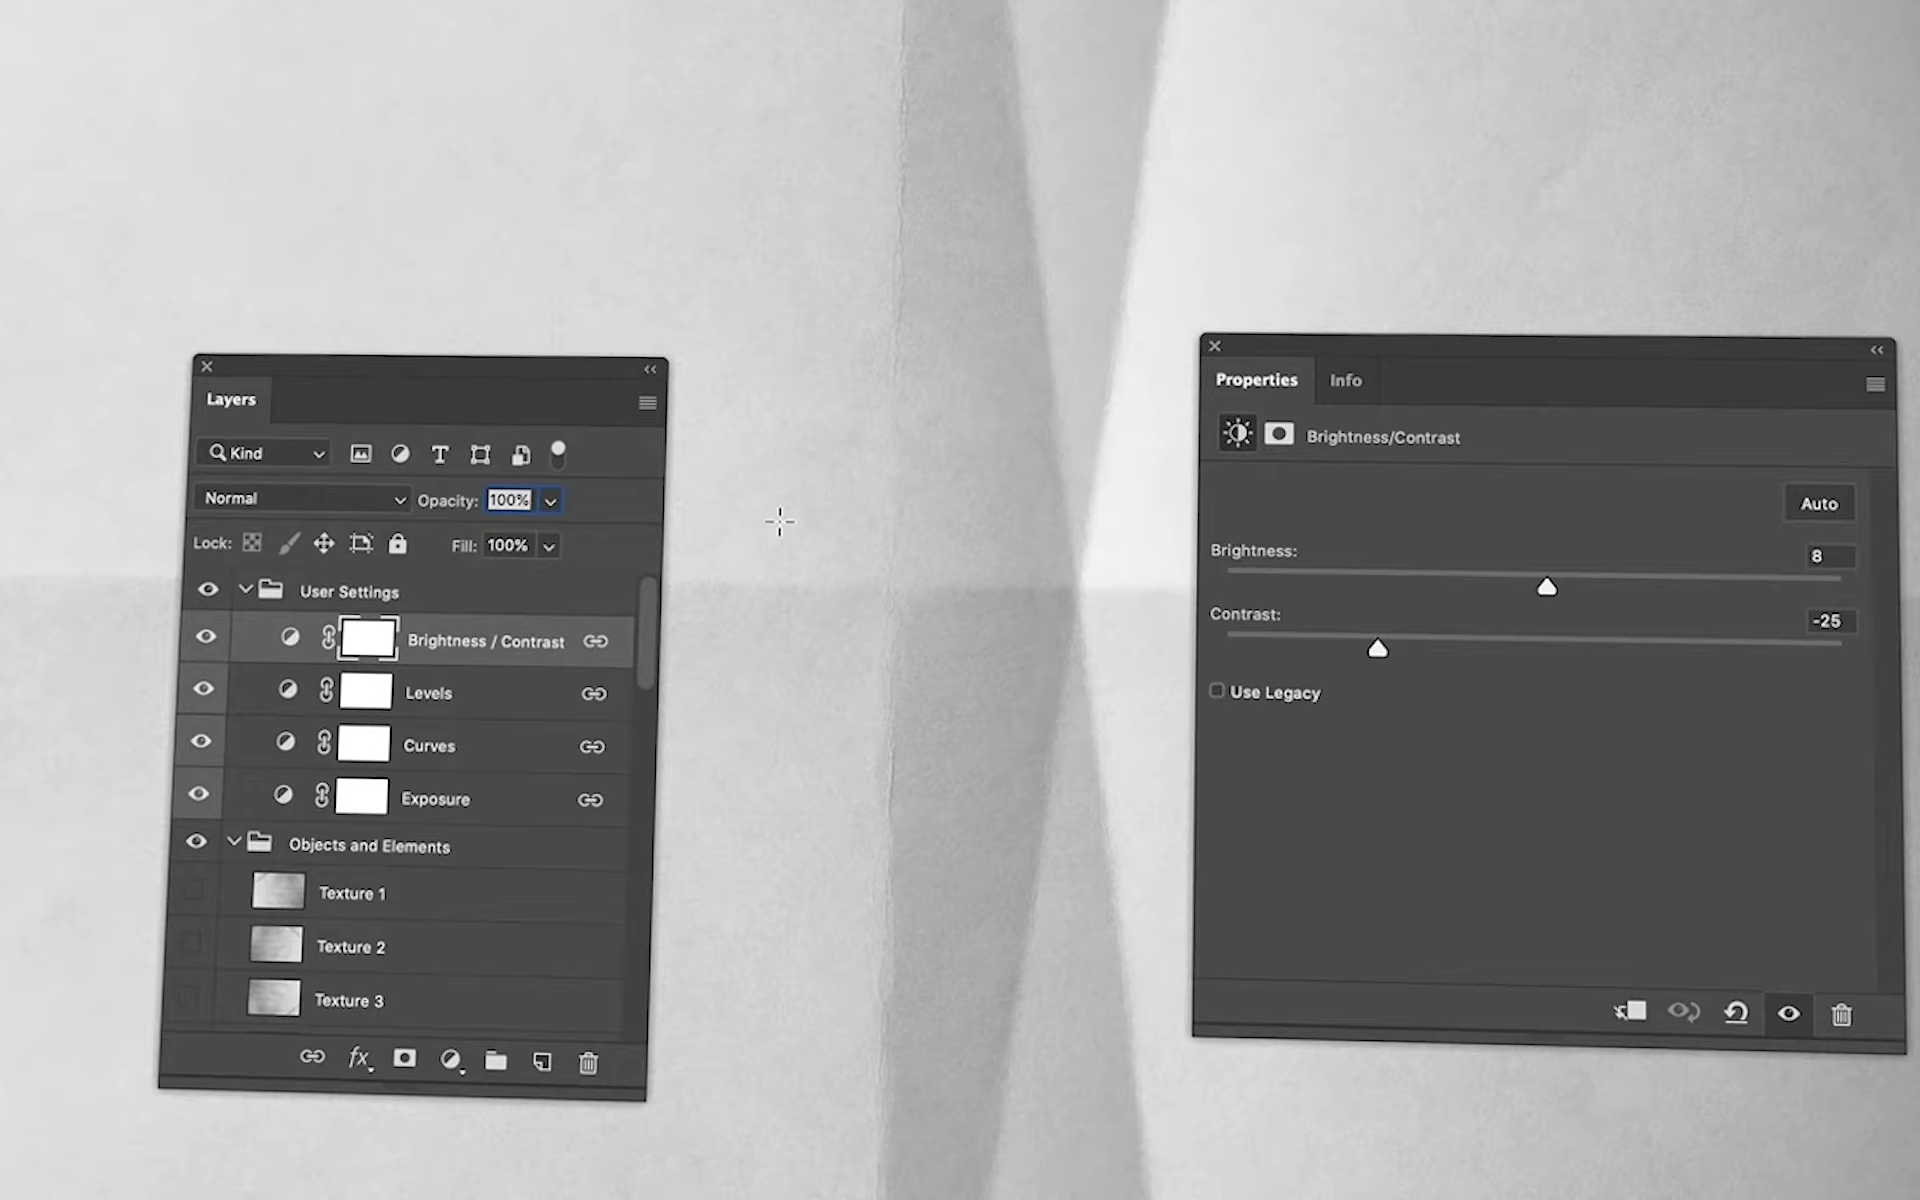 Layers
Kind
Normal
Opacity: 100%
Lock:
Fill: 100%
User Settings
Brightness / Contrast
Levels
Curves
Exposure
Objects and Elements
Texture 1
Texture 2
Texture 3
fx
Properties
Info
Brightness/Contrast
Auto
Brightness:
8
Contrast:
-25
Use Legacy